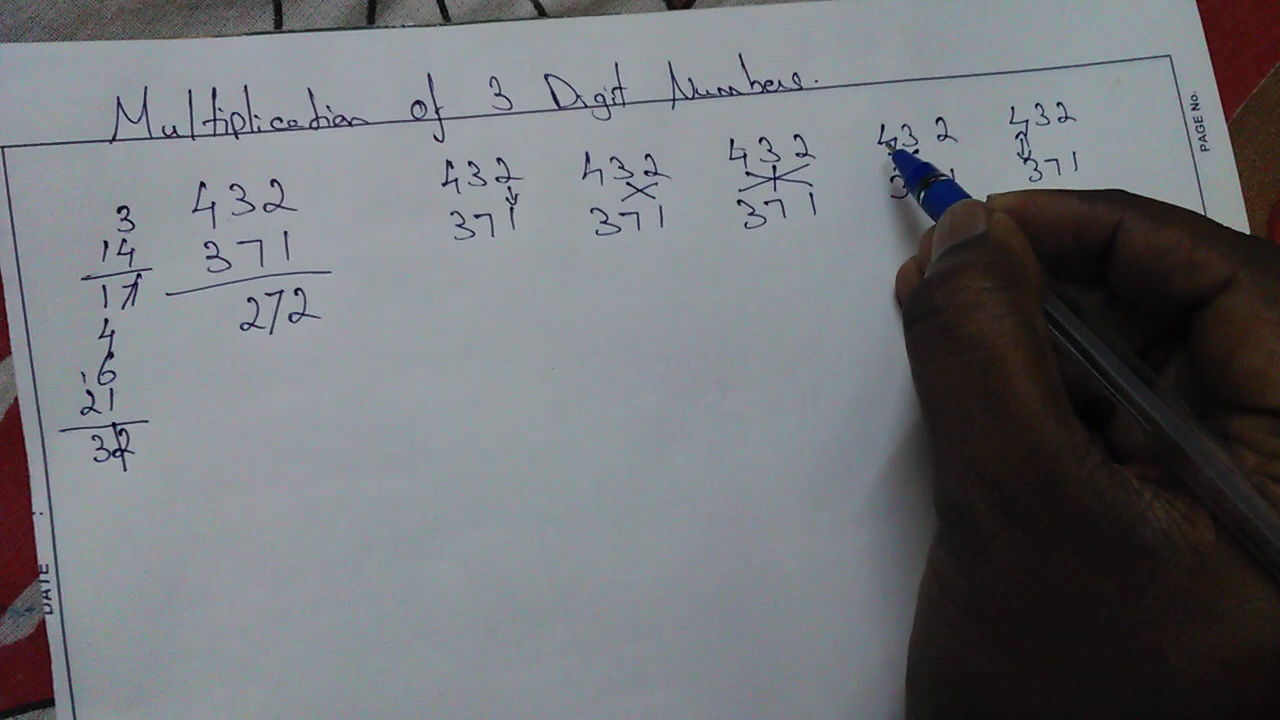 Multiplication of 3 Digit Numbers.
PAGE No.
432 432 432 432 432 432
371 371 371 371 371
272
3
14
17
4
16
21
32
DATE